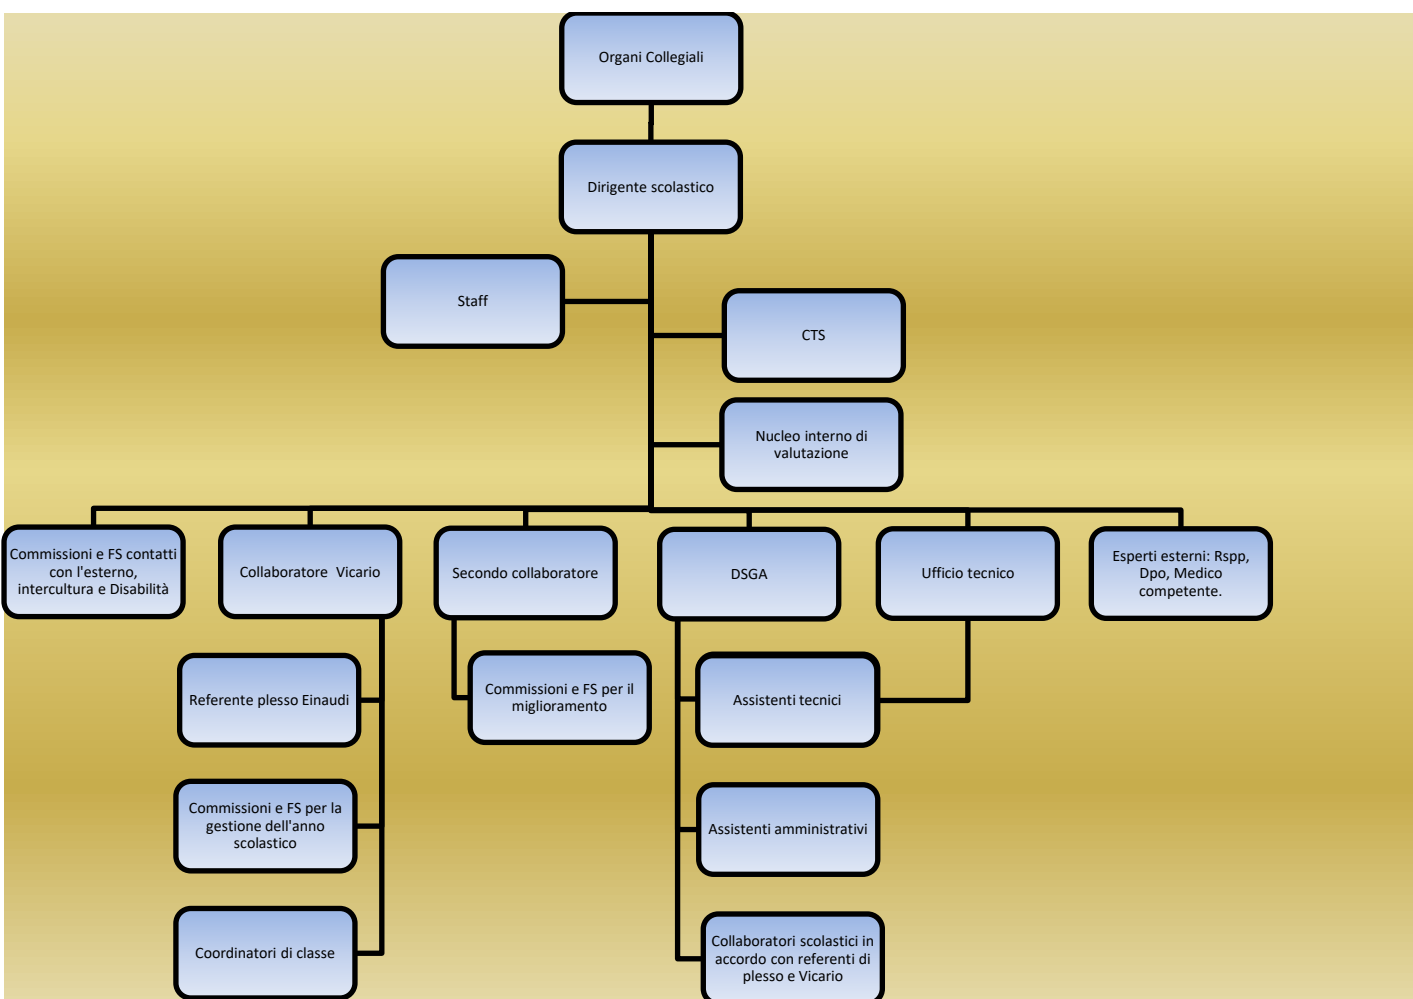 Organi Collegiali
Dirigente scolastico
Staff
CTS
Nucleo interno di
valutazione
Commissioni e FS contatti
con l'esterno,
intercultura e Disabilità
Collaboratore Vicario
Secondo collaboratore
DSGA
Ufficio tecnico
Esperti esterni: Rspp,
Dpo, Medico
competente.
Referente plesso Einaudi
Commissioni e FS per il
miglioramento
Assistenti tecnici
Commissioni e FS per la
gestione dell'anno
scolastico
Assistenti amministrativi
Coordinatori di classe
Collaboratori scolastici in
accordo con referenti di
plesso e Vicario